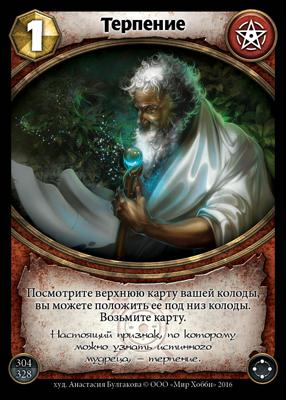 1
Терпение
Посмотрите верхнюю карту вашей колоды,
вы можете положить ее под низ колоды.
Возьмите карту.
Настоящий признак, по которому
можно узнать истинного
мудреца, – терпение.
304
328
худ. Анастасия Булгакова © ООО «Мир Хобби» 2016